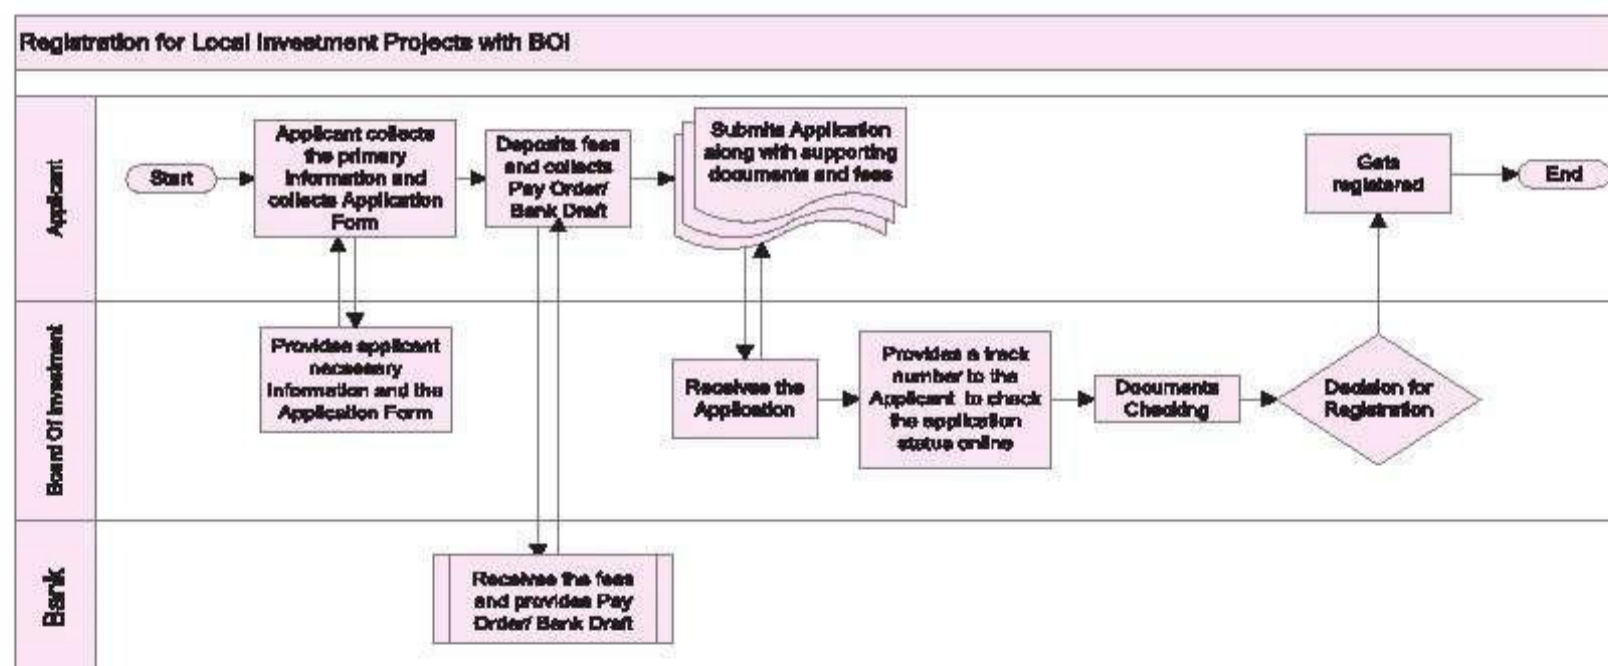 Registration for Local Investment Projects with BOI
Applicant
Start
Applicant collects
the primary
Information and
collects Application
Form
Deposits fees
and collects
Pay Order/
Bank Draft
Submits Application
along with supporting
documents and fees
Gets
registered
End
Board Of Investment
Provides applicant
necessary
Information and the
Application Form
Receives the
Application
Provides a track
number to the
Applicant to check
the application
status online
Documents
Checking
Decision for
Registration
Bank
Receives the fees
and provides Pay
Order/ Bank Draft